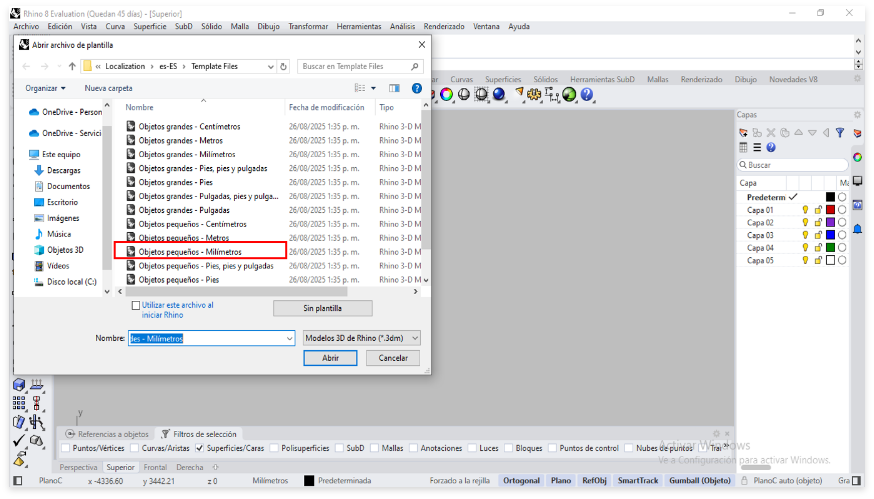 Rhino 8 Evaluation (Quedan 45 días) - [Superior]
Archivo Edición Vista Curva Superficie SubD Sólido Malla Dibujo Transformar Herramientas Análisis Renderizado Ventana Ayuda
Abrir archivo de plantilla
« Localization > es-ES > Template Files
Buscar en Template Files
Curvas Superficies Sólidos Herramientas SubD Mallas Renderizado Dibujo Novedades V8
Organizar
Nueva carpeta
OneDrive - Person
OneDrive - Servici
Este equipo
Descargas
Documentos
Escritorio
Imágenes
Música
Objetos 3D
Vídeos
Disco local (C:)
Nombre Fecha de modificación Tipo
Objetos grandes - Centímetros 26/08/2025 1:35 p. m. Rhino 3-D M
Objetos grandes - Metros 26/08/2025 1:35 p. m. Rhino 3-D M
Objetos grandes - Milímetros 26/08/2025 1:35 p. m. Rhino 3-D M
Objetos grandes - Pies, pies y pulgadas 26/08/2025 1:35 p. m. Rhino 3-D M
Objetos grandes - Pies 26/08/2025 1:35 p. m. Rhino 3-D M
Objetos grandes - Pulgadas, pies y pulga... 26/08/2025 1:35 p. m. Rhino 3-D M
Objetos grandes - Pulgadas 26/08/2025 1:35 p. m. Rhino 3-D M
Objetos pequeños - Centímetros 26/08/2025 1:35 p. m. Rhino 3-D M
Objetos pequeños - Metros 26/08/2025 1:35 p. m. Rhino 3-D M
Objetos pequeños - Milímetros 26/08/2025 1:35 p. m. Rhino 3-D M
Objetos pequeños - Pies, pies y pulgadas 26/08/2025 1:35 p. m. Rhino 3-D M
Objetos pequeños - Pies 26/08/2025 1:35 p. m. Rhino 3-D M
Utilizar este archivo al
iniciar Rhino
Sin plantilla
Nombre: des - Milímetros
Modelos 3D de Rhino (*.3dm)
Abrir Cancelar
Capas
Buscar
Capa Ma
Predeterm
Capa 01
Capa 02
Capa 03
Capa 04
Capa 05
y
Referencias a objetos Filtros de selección
Puntos/Vértices Curvas/Aristas Superficies/Caras Polisuperficies SubD Mallas Anotaciones Luces Bloques Puntos de control Nubes de puntos
Activar Windows
Ve a Configuración para activar Windows.
Perspectiva Superior Frontal Derecha
PlanoC x -4336.60 y 3442.21 z 0 Milímetros Predeterminada Forzado a la rejilla Ortogonal Plano RefObj SmartTrack Gumball (Objeto) PlanoC auto (objeto) Gra